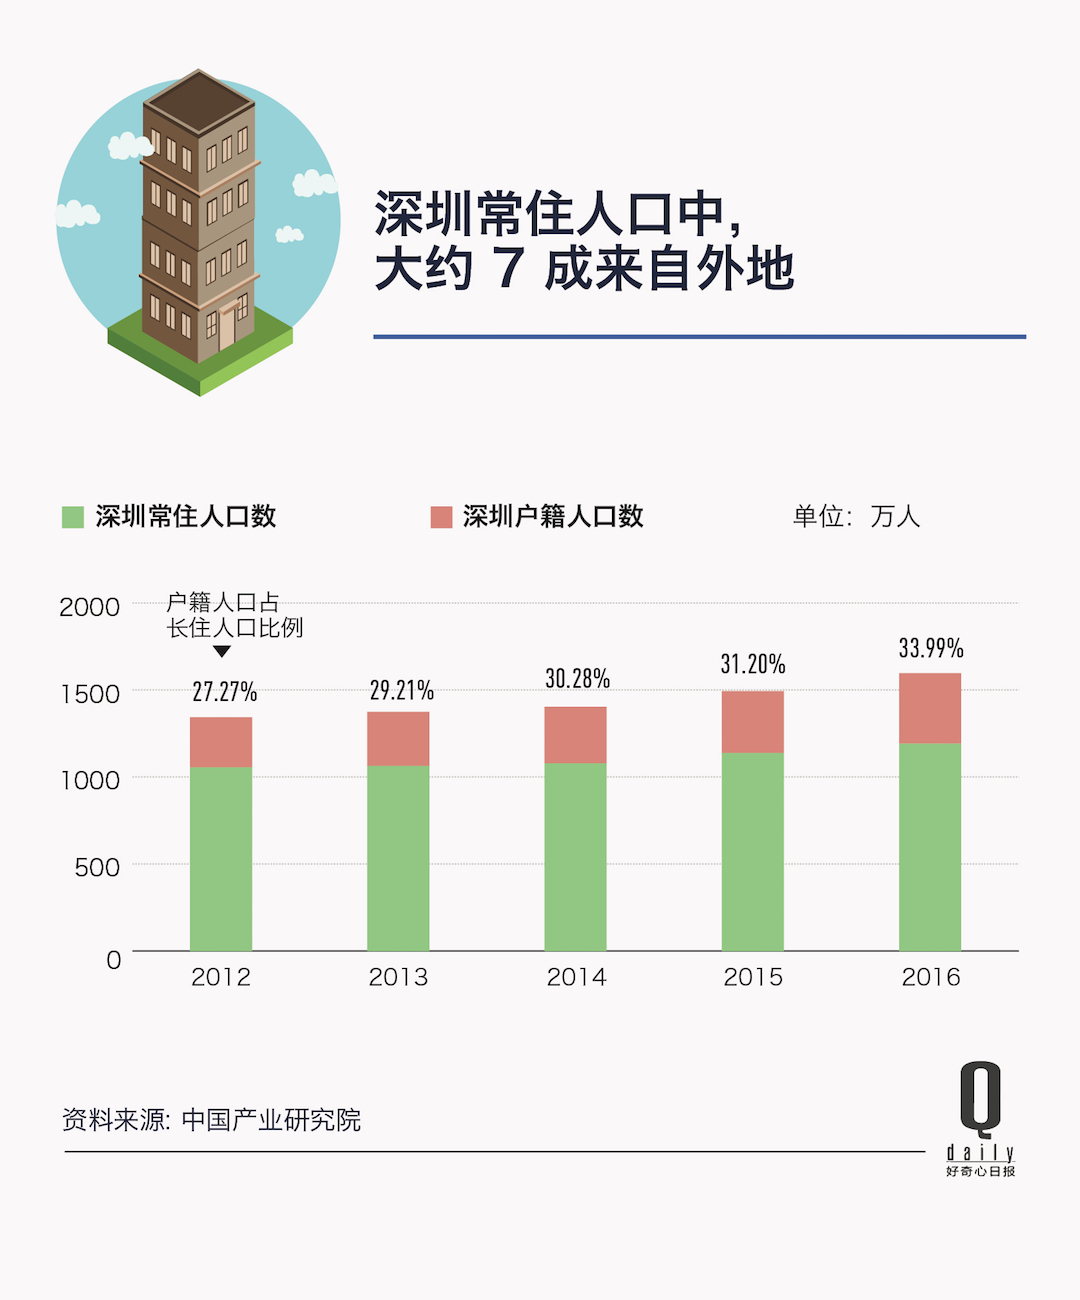 深圳常住人口中,
大约 7 成来自外地
深圳常住人口数
深圳户籍人口数
单位：万人
户籍人口占
长住人口比例
2000
1500
1000
500
0
27.27%
29.21%
30.28%
31.20%
33.99%
2012
2013
2014
2015
2016
资料来源: 中国产业研究院
Q
daily
好奇心日报